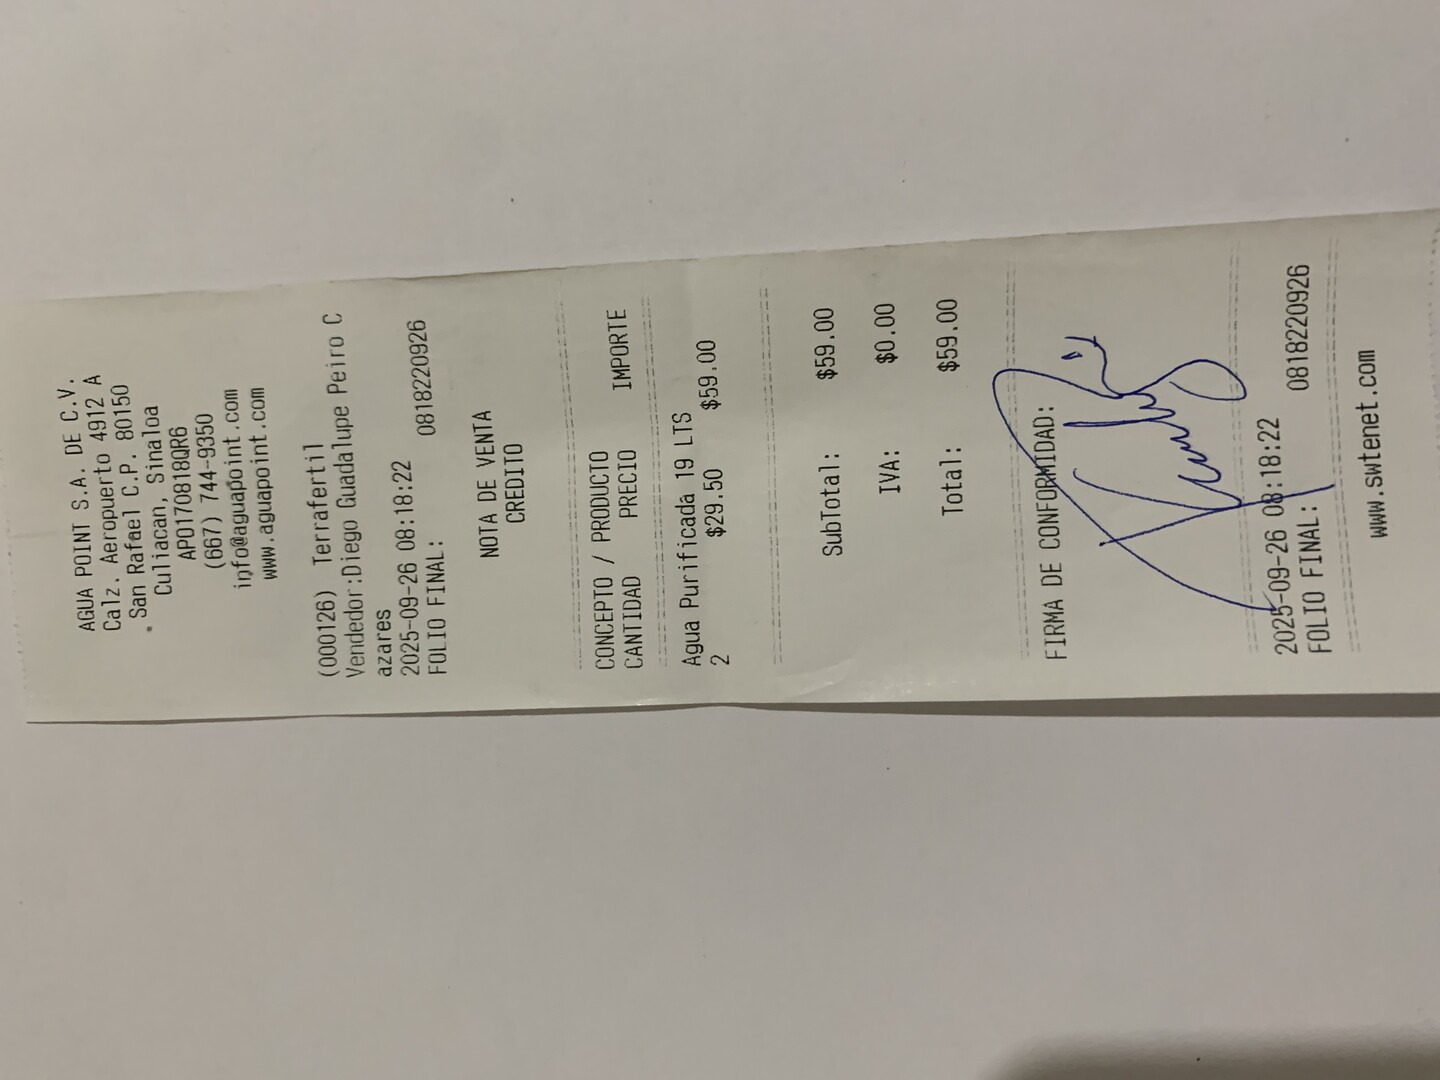 AGUA POINT S.A. DE C.V.
Calz. Aeropuerto 4912 A
San Rafael C.P. 80150
Culiacan, Sinaloa
APO170818QR6
(667) 744-9350
info@aguapoint.com
www.aguapoint.com
(000126) Terrafertil
Vendedor:Diego Guadalupe Peiro C
azares
2025-09-26 08:18:22
FOLIO FINAL: 0818220926
NOTA DE VENTA
CREDITO
CONCEPTO / PRODUCTO
CANTIDAD PRECIO IMPORTE
Agua Purificada 19 LTS
2 $29.50 $59.00
SubTotal: $59.00
IVA: $0.00
Total: $59.00
FIRMA DE CONFORMIDAD:
2025-09-26 08:18:22
FOLIO FINAL: 0818220926
www.swtenet.com